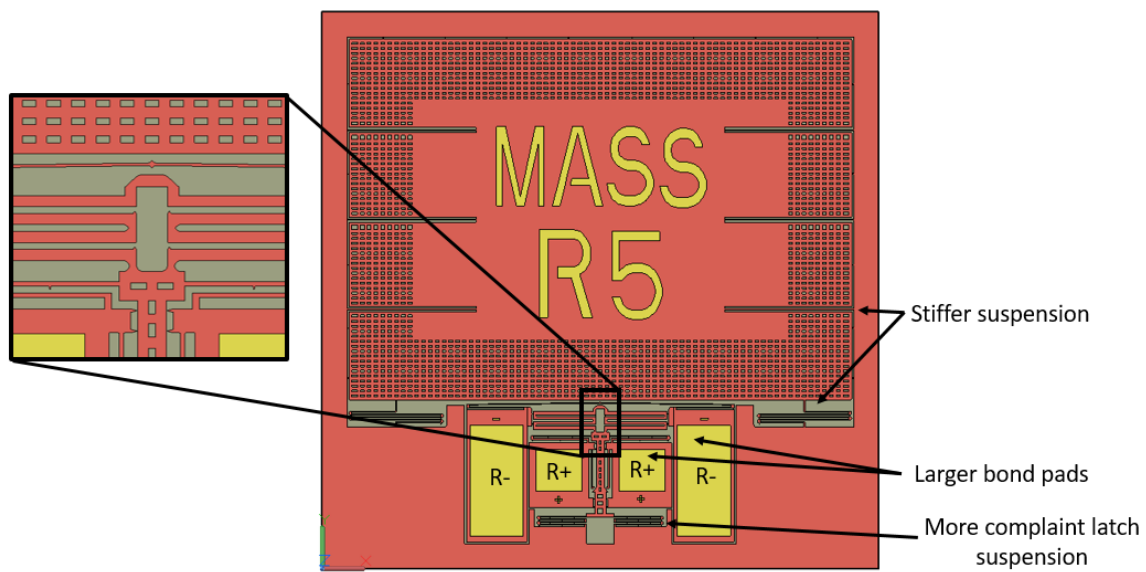 MASS
R5
Stiffer suspension
R-
R+
R+
R-
Larger bond pads
More complaint latch
suspension